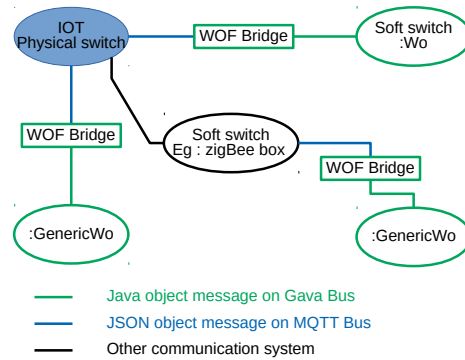 IOT
Physical switch
WOF Bridge
Soft switch
:Wo
WOF Bridge
Soft switch
Eg : zigBee box
WOF Bridge
:GenericWo
:GenericWo
Java object message on Gava Bus
JSON object message on MQTT Bus
Other communication system